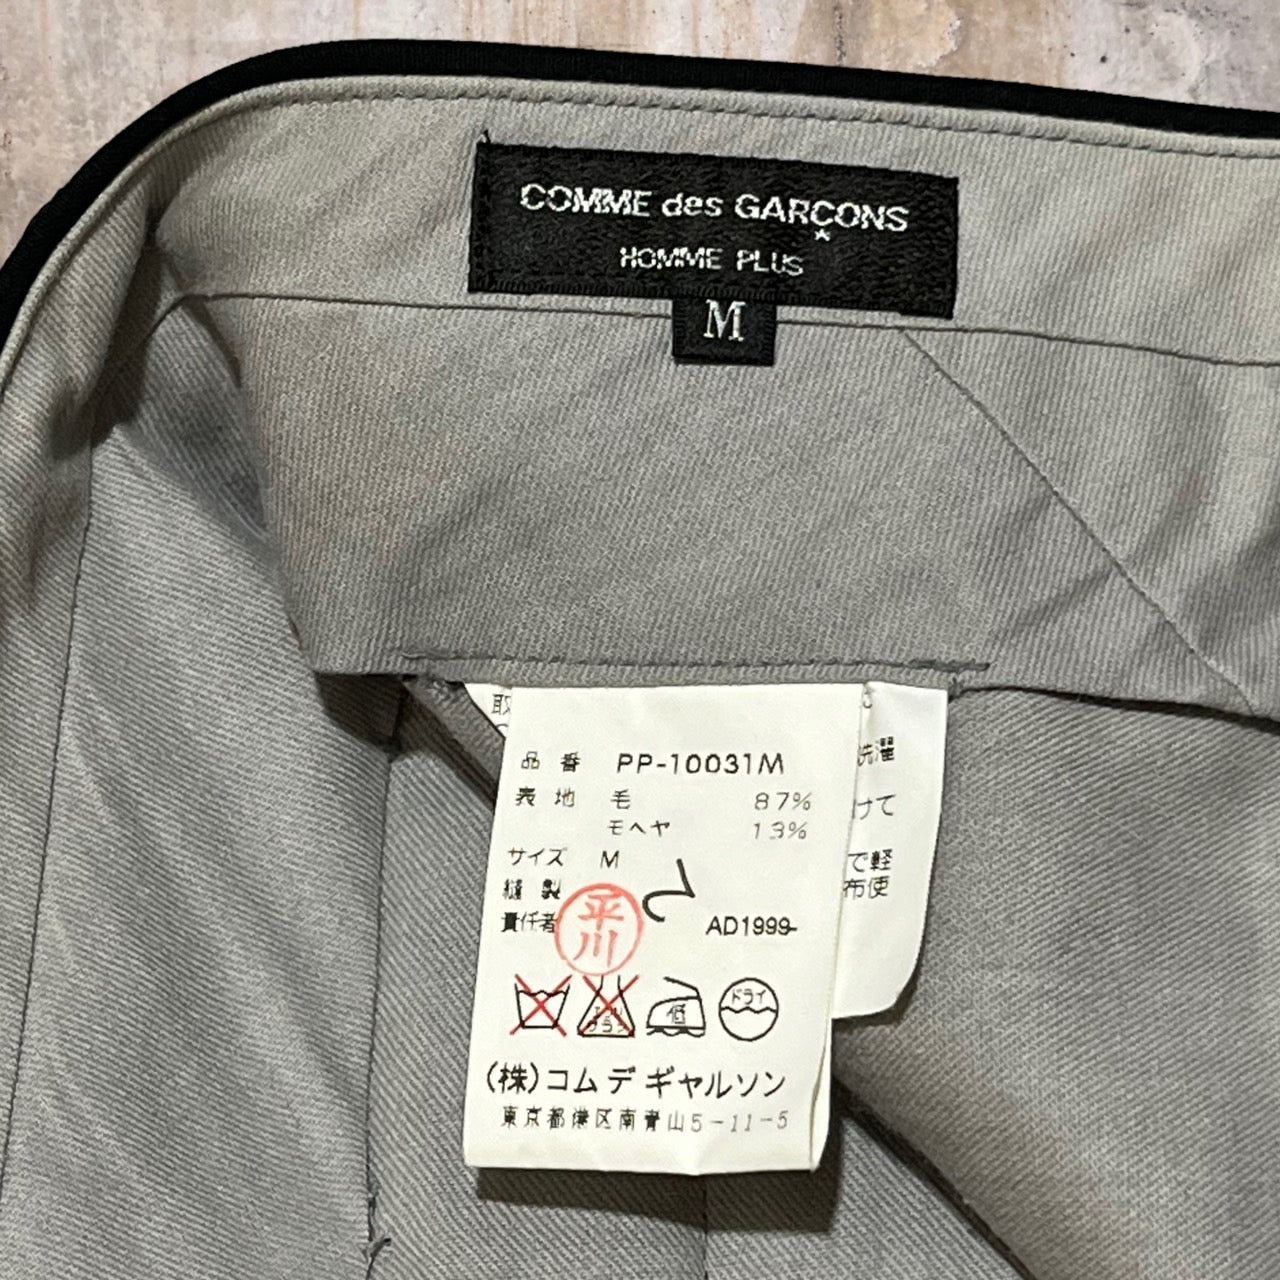 COMME des GARÇONS
HOMME PLUS
M
取
品番 PP-10031M
表地 毛 87%
モヘヤ 13%
サイズ M
縫製
責任者
平川
AD1999
低
ドライ
(株)コムデギャルソン
東京都港区南青山5-11-5
洗濯
けて
で軽
布使